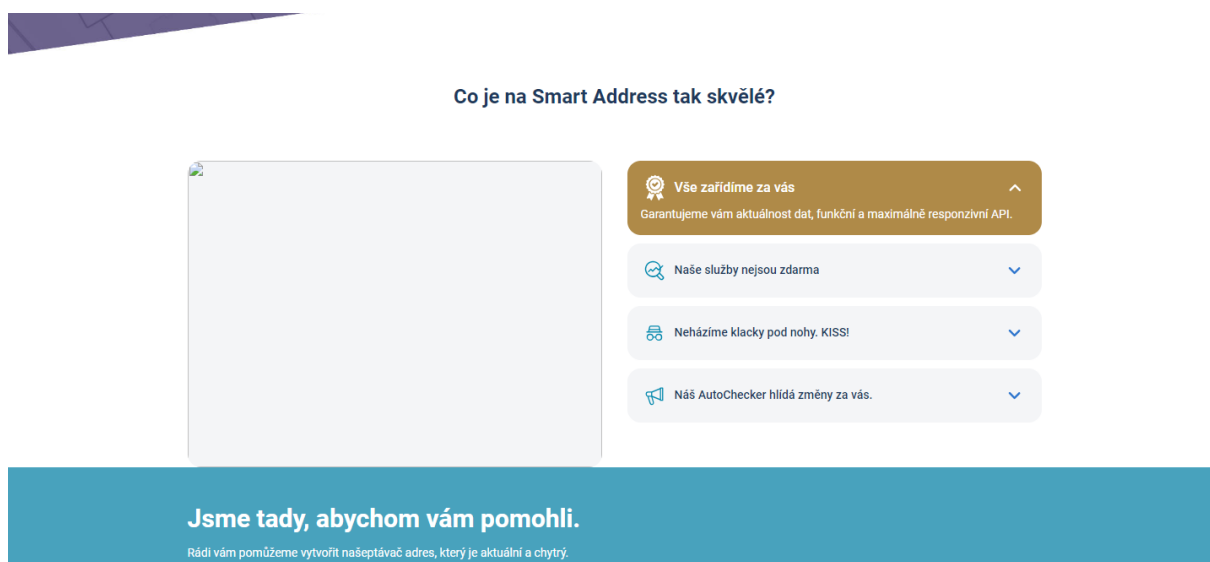 Co je na Smart Address tak skvělé?
Vše zařídíme za vás
Garantujeme vám aktuálnost dat, funkční a maximálně responzivní API.
Naše služby nejsou zdarma
Neházíme klacky pod nohy. KISS!
Náš AutoChecker hlídá změny za vás.
Jsme tady, abychom vám pomohli.
Rádi vám pomůžeme vytvořit našeptávač adres, který je aktuální a chytrý.